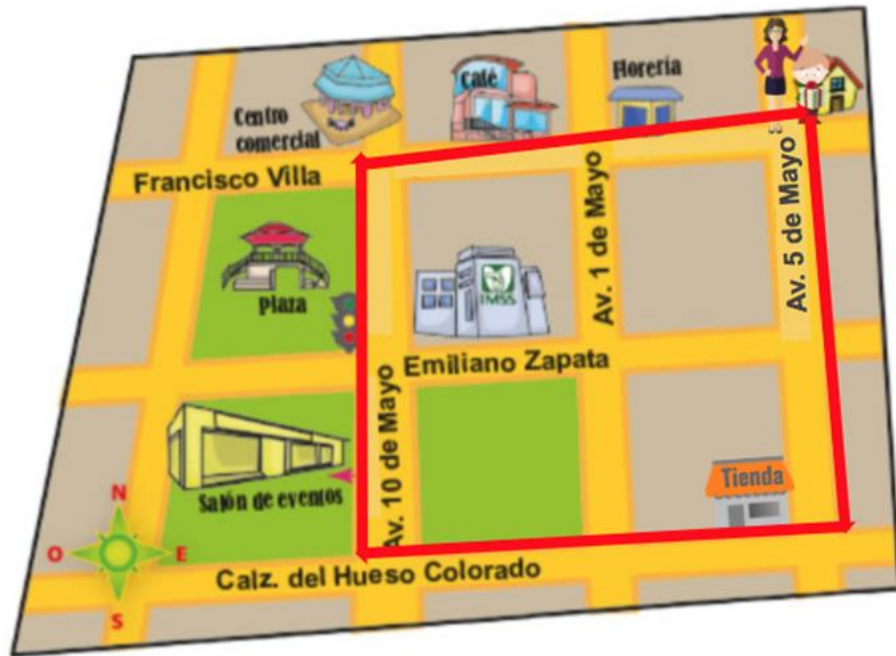 Café
Florería
Centro
comercial
Francisco Villa
Av. 1 de Mayo
Av. 5 de Mayo
Plaza
IMSS
Emiliano Zapata
Av. 10 de Mayo
Tienda
Salón de eventos
N
O
E
S
Calz. del Hueso Colorado